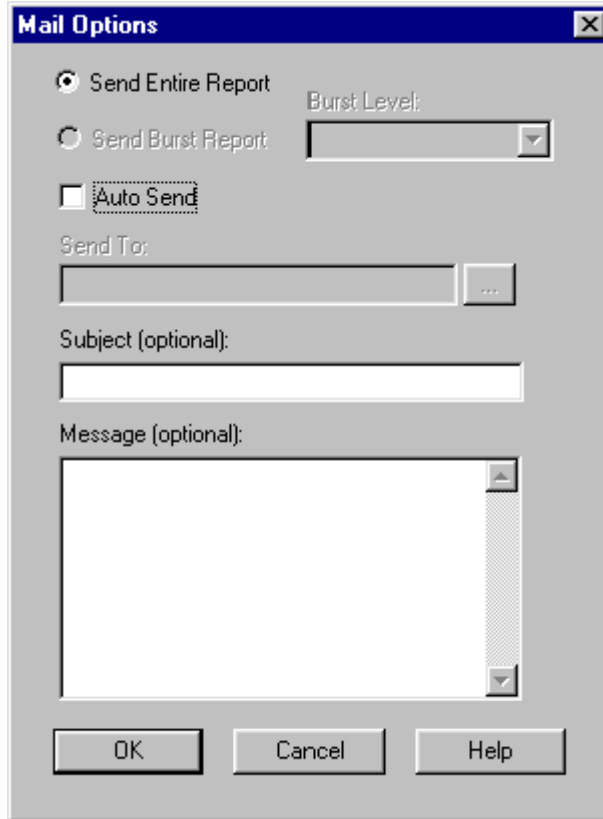 Mail Options
Send Entire Report
Burst Level:
Send Burst Report
Auto Send
Send To:
...
Subject (optional):
Message (optional):
OK
Cancel
Help